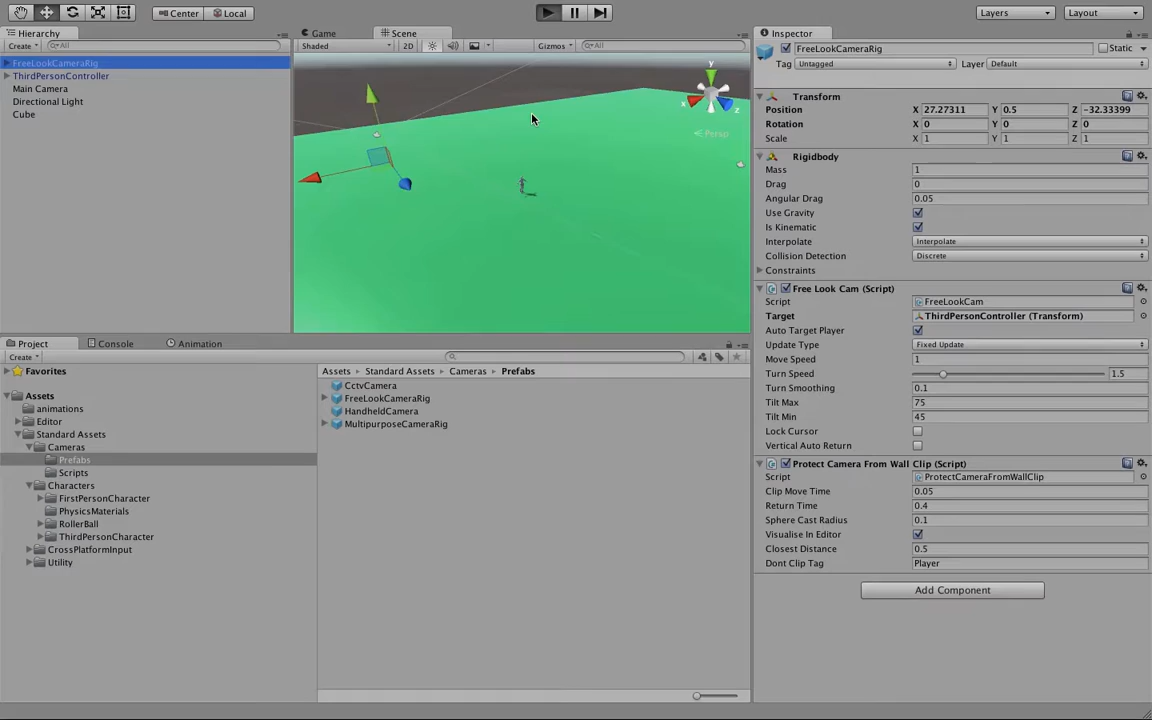 Center Local Layers Layout
Hierarchy
Create All
FreeLookCameraRig
ThirdPersonController
Main Camera
Directional Light
Cube
Game Scene
Shaded 2D Gizmos All
y
x
z
Persp
Inspector
FreeLookCameraRig Static
Tag Untagged Layer Default
Transform
Position X 27.27311 Y 0.5 Z -32.33399
Rotation X 0 Y 0 Z 0
Scale X 1 Y 1 Z 1
Rigidbody
Mass 1
Drag 0
Angular Drag 0.05
Use Gravity
Is Kinematic
Interpolate Interpolate
Collision Detection Discrete
Constraints
Free Look Cam (Script)
Script FreeLookCam
Target ThirdPersonController (Transform)
Auto Target Player
Update Type Fixed Update
Move Speed 1
Turn Speed 1.5
Turn Smoothing 0.1
Tilt Max 75
Tilt Min 45
Lock Cursor
Vertical Auto Return
Protect Camera From Wall Clip (Script)
Script ProtectCameraFromWallClip
Clip Move Time 0.05
Return Time 0.4
Sphere Cast Radius 0.1
Visualise In Editor
Closest Distance 0.5
Dont Clip Tag Player
Add Component
Project Console Animation
Create
Favorites
Assets
animations
Editor
Standard Assets
Cameras
Prefabs
Scripts
Characters
FirstPersonCharacter
PhysicsMaterials
RollerBall
ThirdPersonCharacter
CrossPlatformInput
Utility
Assets Standard Assets Cameras Prefabs
CctvCamera
FreeLookCameraRig
HandheldCamera
MultipurposeCameraRig